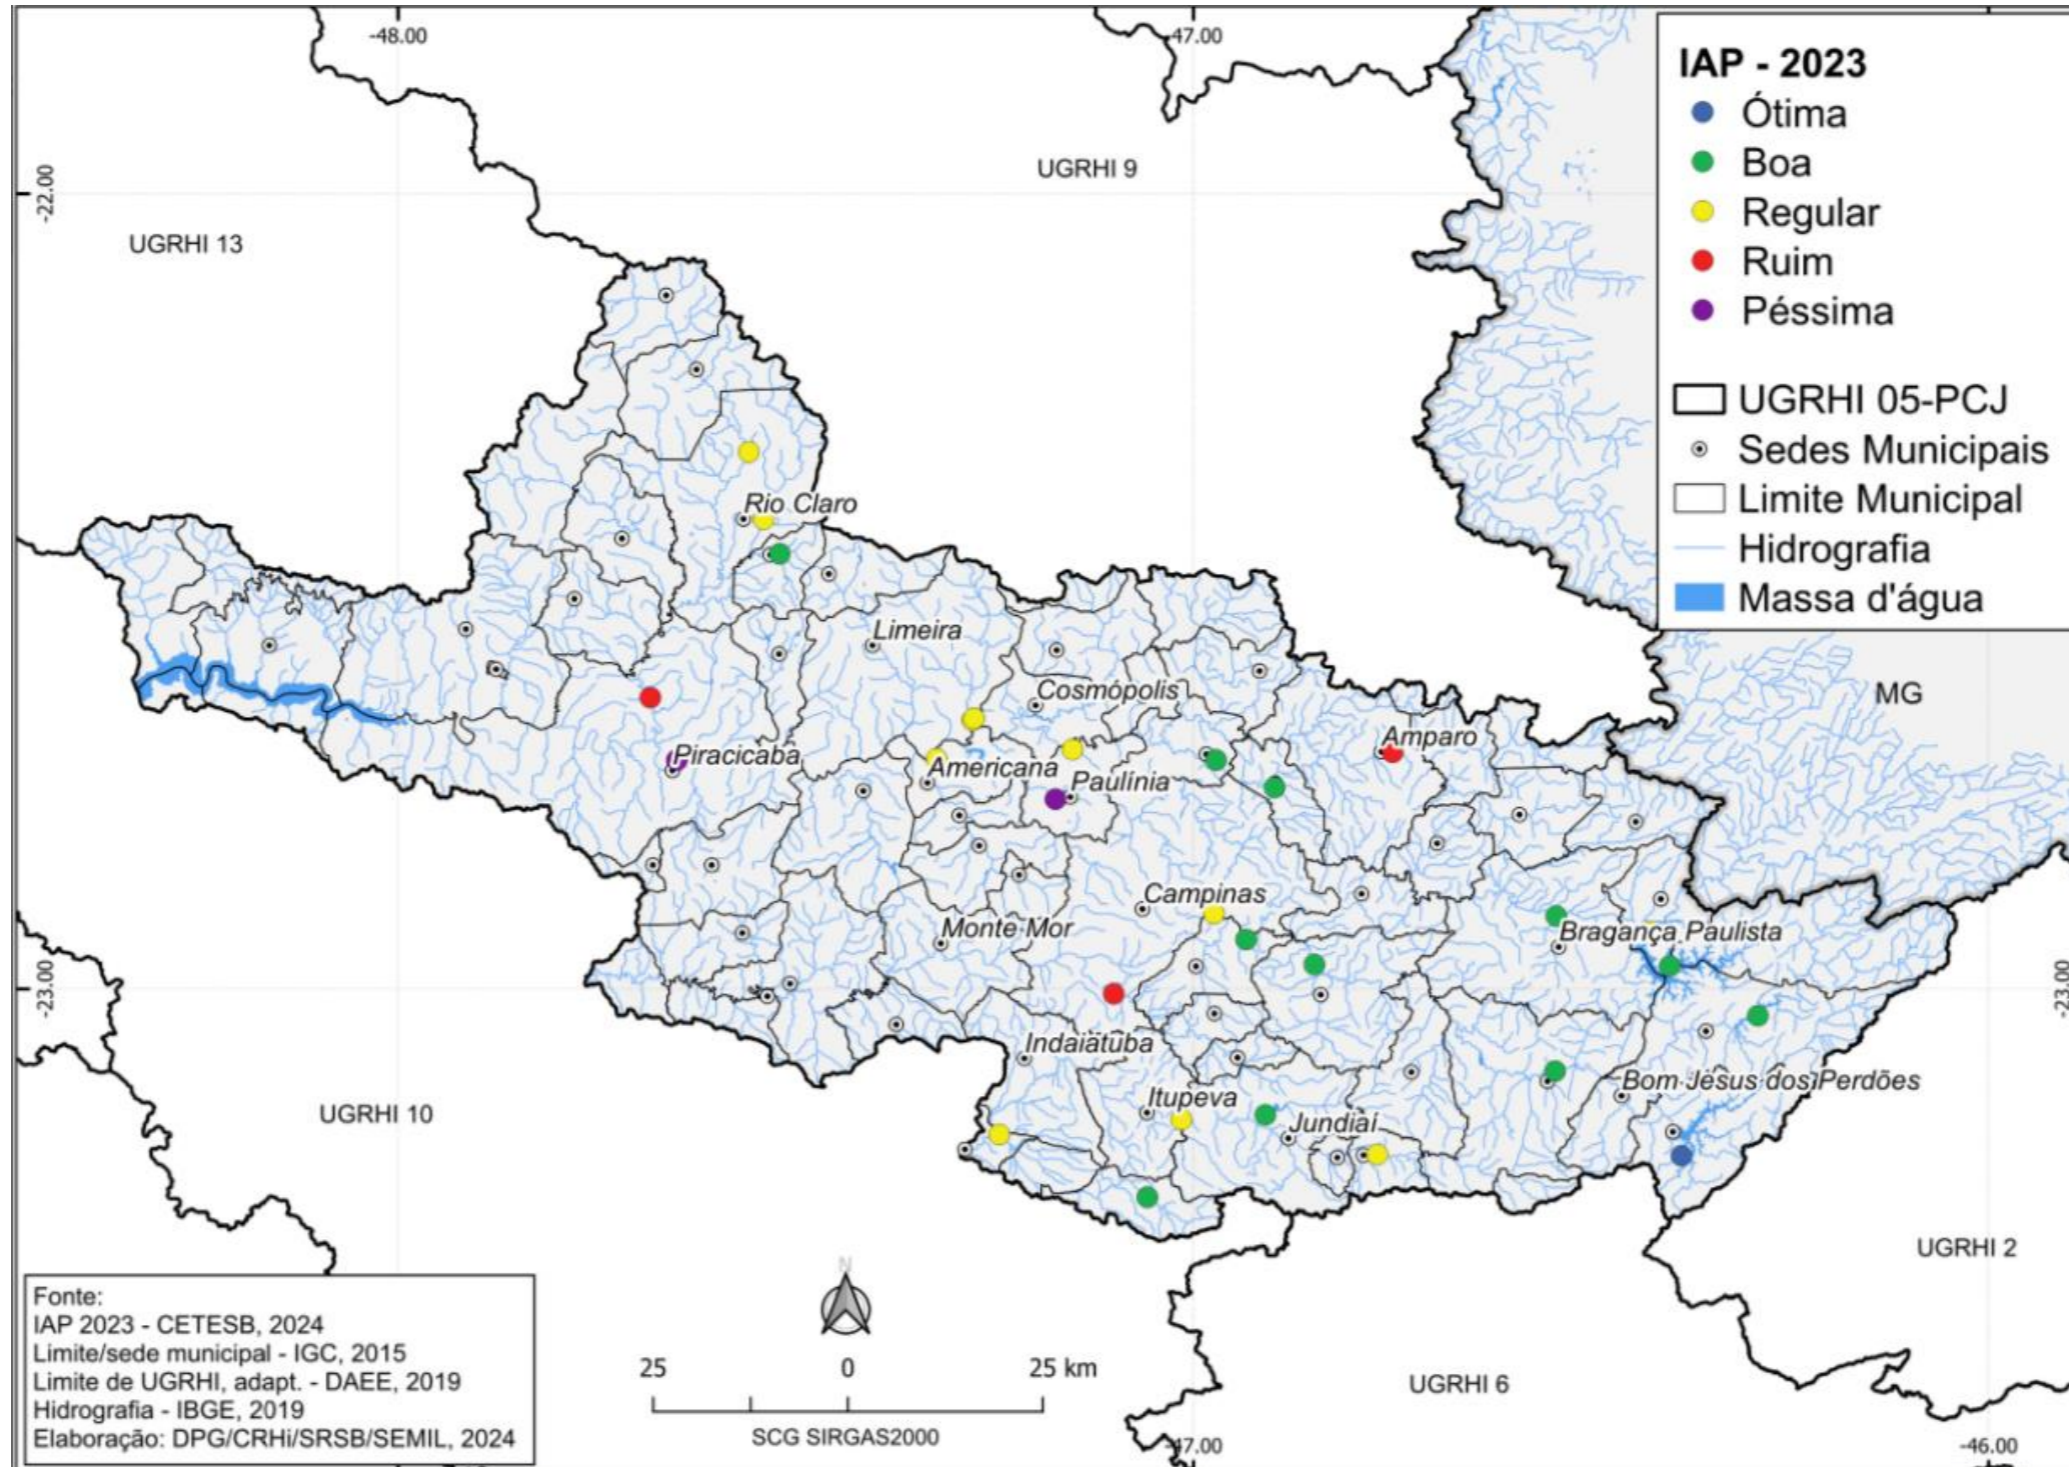 -48.00
-47.00
IAP - 2023
Ótima
Boa
Regular
Ruim
Péssima
UGRHI 05-PCJ
Sedes Municipais
Limite Municipal
Hidrografia
Massa d'água
-22.00
UGRHI 9
UGRHI 13
Rio Claro
Limeira
Cosmópolis
MG
Amparo
Piracicaba
Americana
Paulínia
Campinas
Monte Mor
Bragança Paulista
-23.00
-23.00
Indaiatuba
Bom Jesus dos Perdões
Itupeva
Jundiaí
UGRHI 10
UGRHI 2
N
Fonte:
IAP 2023 - CETESB, 2024
Limite/sede municipal - IGC, 2015
Limite de UGRHI, adapt. - DAEE, 2019
Hidrografia - IBGE, 2019
Elaboração: DPG/CRHi/SRSB/SEMIL, 2024
25 0 25 km
SCG SIRGAS2000
UGRHI 6
-47.00
-46.00